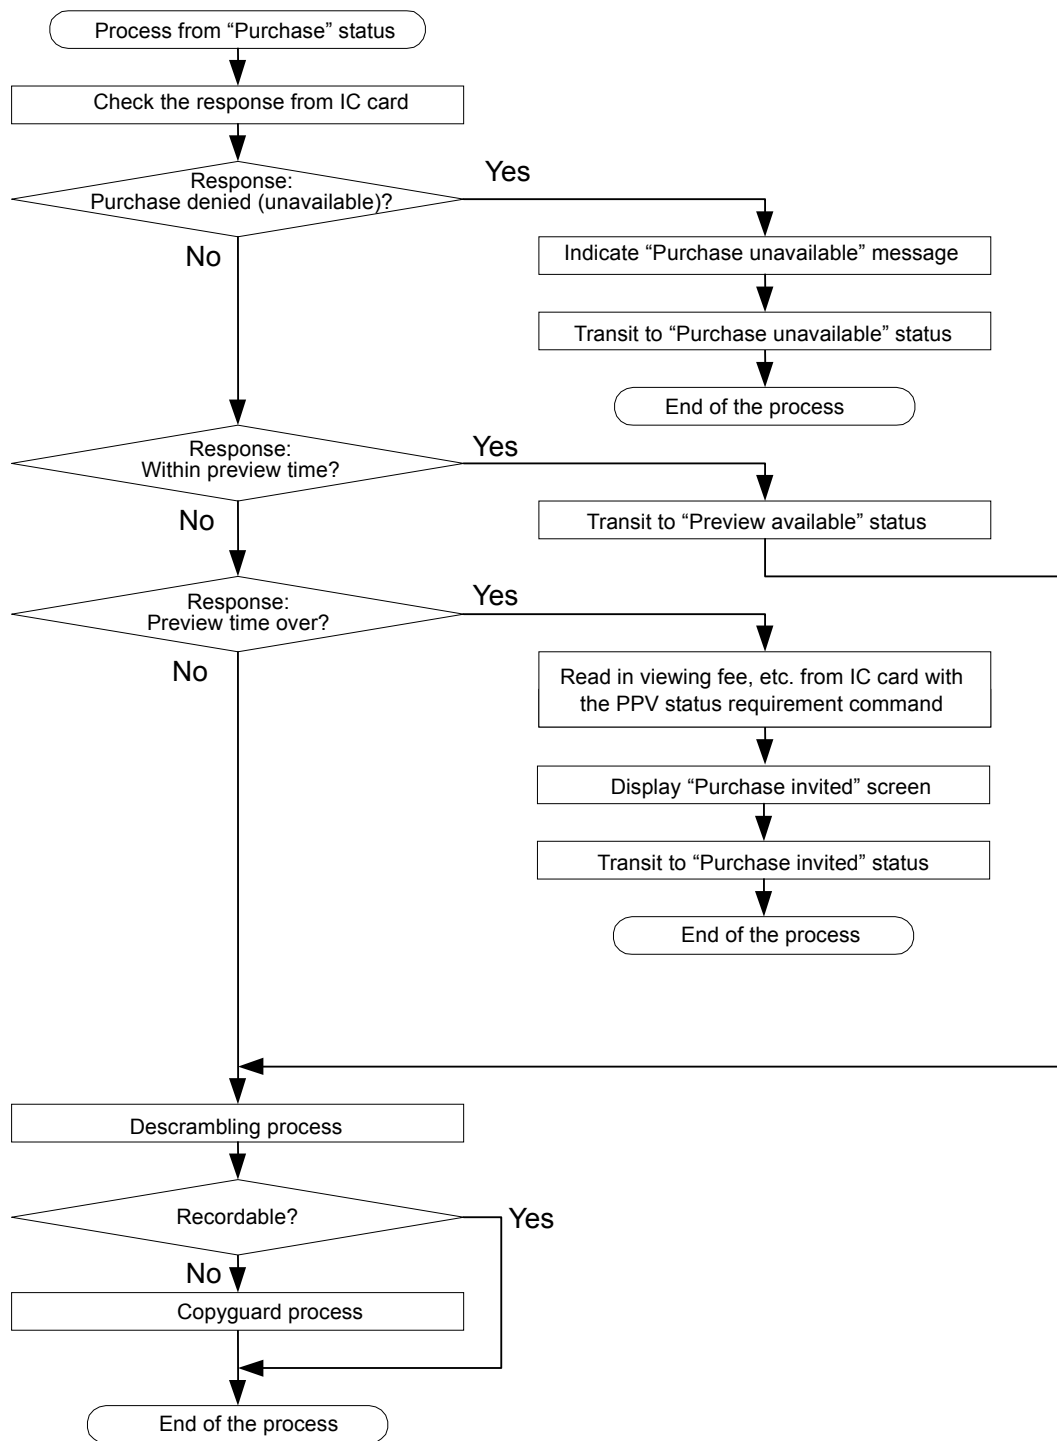 Process from “Purchase” status
Check the response from IC card
Response:
Purchase denied (unavailable)?
Yes
No
Indicate “Purchase unavailable” message
Transit to “Purchase unavailable” status
End of the process
Response:
Within preview time?
Yes
No
Transit to “Preview available” status
Response:
Preview time over?
Yes
No
Read in viewing fee, etc. from IC card with
the PPV status requirement command
Display “Purchase invited” screen
Transit to “Purchase invited” status
End of the process
Descrambling process
Recordable?
Yes
No
Copyguard process
End of the process